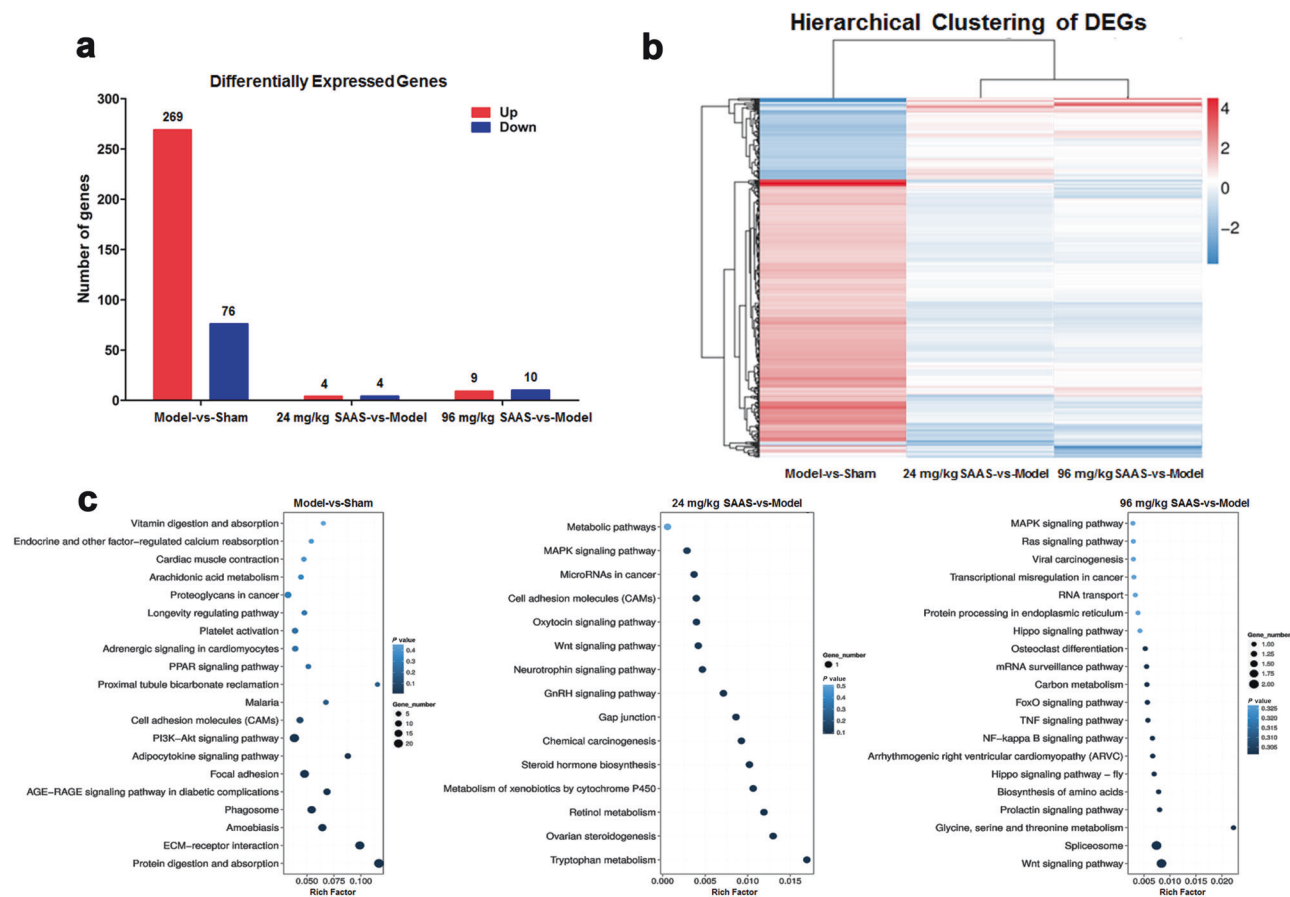 a
Differentially Expressed Genes
Number of genes
300
250
200
150
100
50
0
269
76
4
4
9
10
Up
Down
Model-vs-Sham
24 mg/kg SAAS-vs-Model
96 mg/kg SAAS-vs-Model
b
Hierarchical Clustering of DEGs
4
2
0
−2
Model-vs-Sham
24 mg/kg SAAS-vs-Model
96 mg/kg SAAS-vs-Model
c
Model-vs-Sham
Vitamin digestion and absorption
Endocrine and other factor−regulated calcium reabsorption
Cardiac muscle contraction
Arachidonic acid metabolism
Proteoglycans in cancer
Longevity regulating pathway
Platelet activation
Adrenergic signaling in cardiomyocytes
PPAR signaling pathway
Proximal tubule bicarbonate reclamation
Malaria
Cell adhesion molecules (CAMs)
PI3K−Akt signaling pathway
Adipocytokine signaling pathway
Focal adhesion
AGE−RAGE signaling pathway in diabetic complications
Phagosome
Amoebiasis
ECM−receptor interaction
Protein digestion and absorption
0.050 0.075 0.100
Rich Factor
P value
0.4
0.3
0.2
0.1
Gene_number
5
10
15
20
24 mg/kg SAAS-vs-Model
Metabolic pathways
MAPK signaling pathway
MicroRNAs in cancer
Cell adhesion molecules (CAMs)
Oxytocin signaling pathway
Wnt signaling pathway
Neurotrophin signaling pathway
GnRH signaling pathway
Gap junction
Chemical carcinogenesis
Steroid hormone biosynthesis
Metabolism of xenobiotics by cytochrome P450
Retinol metabolism
Ovarian steroidogenesis
Tryptophan metabolism
0.000 0.005 0.010 0.015
Rich Factor
Gene_number
1
P value
0.5
0.4
0.3
0.2
0.1
96 mg/kg SAAS-vs-Model
MAPK signaling pathway
Ras signaling pathway
Viral carcinogenesis
Transcriptional misregulation in cancer
RNA transport
Protein processing in endoplasmic reticulum
Hippo signaling pathway
Osteoclast differentiation
mRNA surveillance pathway
Carbon metabolism
FoxO signaling pathway
TNF signaling pathway
NF−kappa B signaling pathway
Arrhythmogenic right ventricular cardiomyopathy (ARVC)
Hippo signaling pathway − fly
Biosynthesis of amino acids
Prolactin signaling pathway
Glycine, serine and threonine metabolism
Spliceosome
Wnt signaling pathway
0.005 0.010 0.015 0.020
Rich Factor
Gene_number
1.00
1.25
1.50
1.75
2.00
P value
0.325
0.320
0.315
0.310
0.305